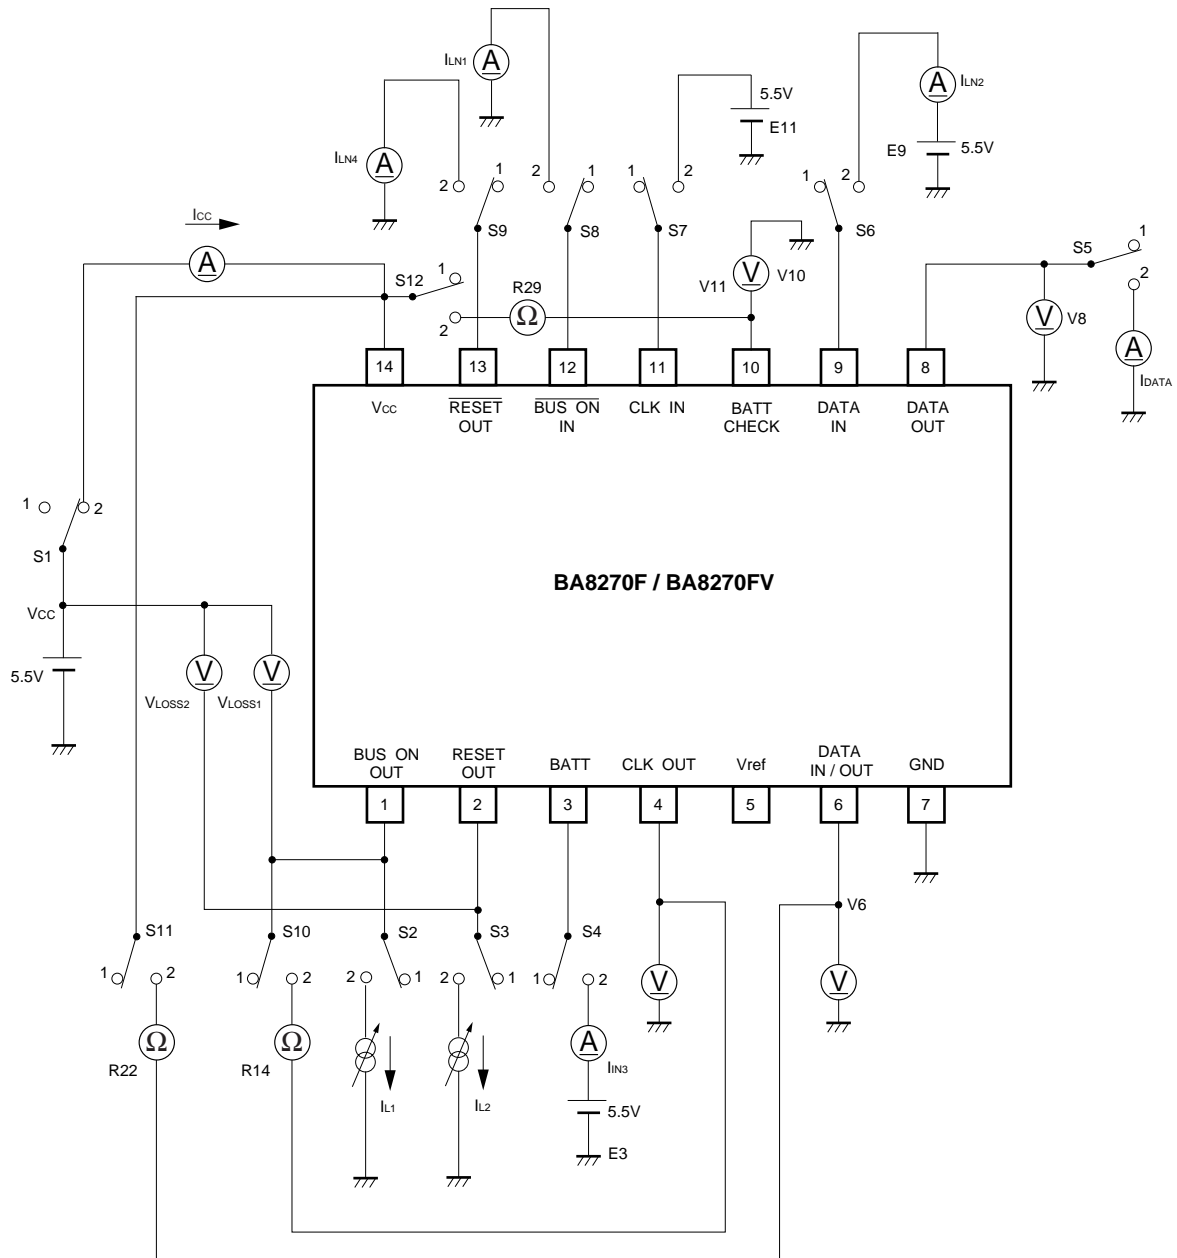 ILN1
A
2
ILN4
A
2
1
S9
2
1
S8
1
2
S7
5.5V
E11
A
ILN2
E9
5.5V
1
2
S6
ICC
A
S12
1
2
R29
Ω
V11
V
V10
S5
1
2
V
V8
A
IDATA
14
13
12
11
10
9
8
VCC
RESET OUT
BUS ON IN
CLK IN
BATT CHECK
DATA IN
DATA OUT
1
2
S1
VCC
5.5V
V
VLOSS2
V
VLOSS1
BA8270F / BA8270FV
BUS ON OUT
RESET OUT
BATT
CLK OUT
Vref
DATA IN / OUT
GND
1
2
3
4
5
6
7
V6
S11
1
2
S10
1
2
S2
2
1
S3
2
1
S4
1
2
V
V
Ω
R22
Ω
R14
IL1
IL2
A
IIN3
5.5V
E3